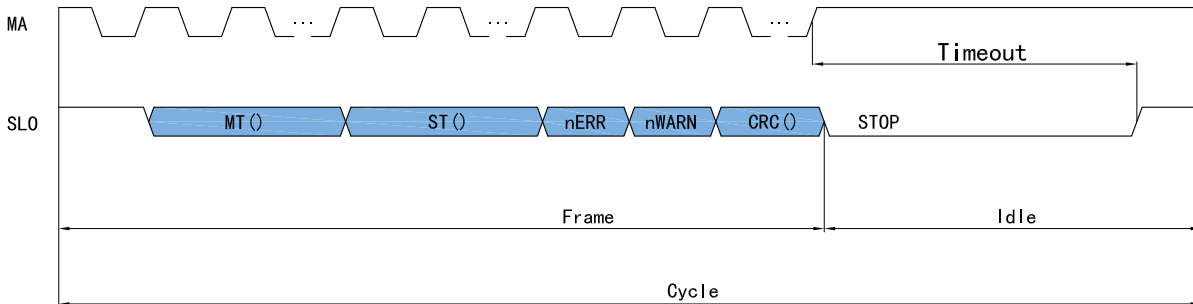 MA
... ... ...
Timeout
SLO MT() ST() nERR nWARN CRC() STOP
Frame Idle
Cycle